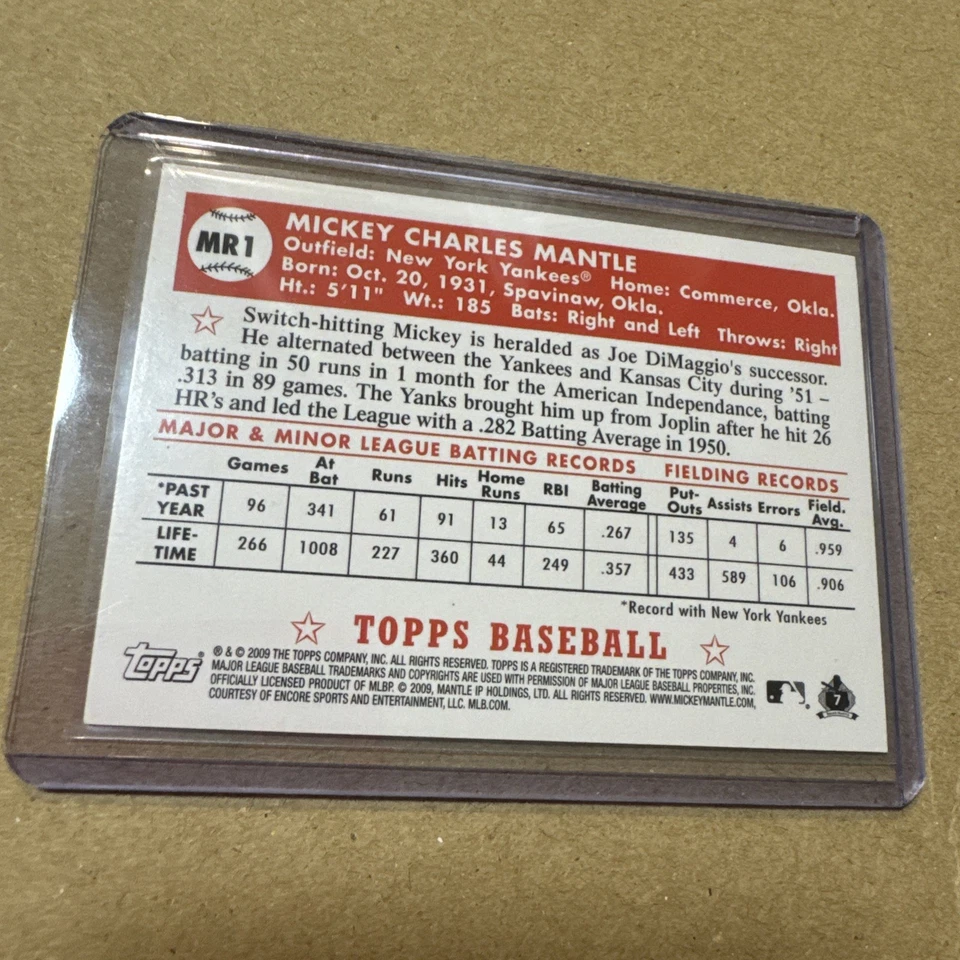 MR1
MICKEY CHARLES MANTLE
Outfield: New York Yankees® Home: Commerce, Okla.
Born: Oct. 20, 1931, Spavinaw, Okla.
Ht.: 5'11" Wt.: 185 Bats: Right and Left Throws: Right
Switch-hitting Mickey is heralded as Joe DiMaggio's successor.
He alternated between the Yankees and Kansas City during '51 –
batting in 50 runs in 1 month for the American Independance, batting
.313 in 89 games. The Yanks brought him up from Joplin after he hit 26
HR's and led the League with a .282 Batting Average in 1950.
MAJOR & MINOR LEAGUE BATTING RECORDS FIELDING RECORDS
Games At Bat Runs Hits Home Runs RBI Batting Average Put-Outs Assists Errors Field. Avg.
*PAST YEAR 96 341 61 91 13 65 .267 135 4 6 .959
LIFE-TIME 266 1008 227 360 44 249 .357 433 589 106 .906
*Record with New York Yankees
TOPPS BASEBALL
topps®
® & © 2009 THE TOPPS COMPANY, INC. ALL RIGHTS RESERVED. TOPPS IS A REGISTERED TRADEMARK OF THE TOPPS COMPANY, INC.
MAJOR LEAGUE BASEBALL TRADEMARKS AND COPYRIGHTS ARE USED WITH PERMISSION OF MAJOR LEAGUE BASEBALL PROPERTIES, INC.
OFFICIALLY LICENSED PRODUCT OF MLBP. © 2009, MANTLE IP HOLDINGS, LTD. ALL RIGHTS RESERVED. WWW.MICKEYMANTLE.COM,
COURTESY OF ENCORE SPORTS AND ENTERTAINMENT, LLC. MLB.COM.
7